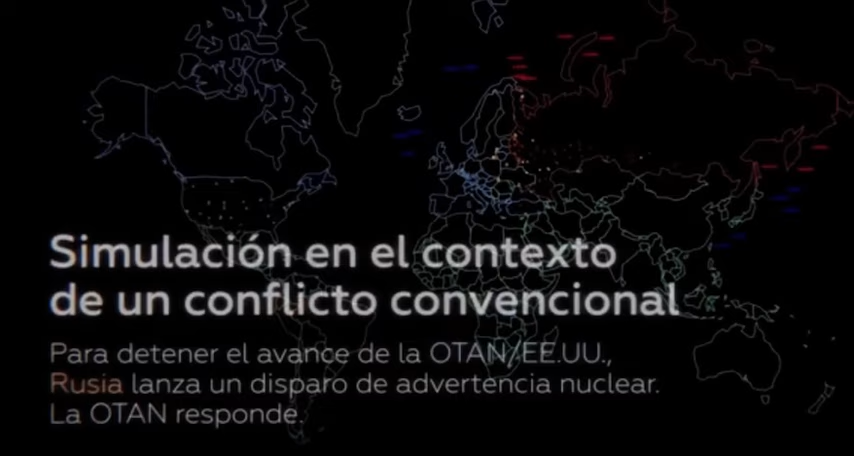 Simulación en el contexto
de un conflicto convencional
Para detener el avance de la OTAN/EE.UU.,
Rusia lanza un disparo de advertencia nuclear.
La OTAN responde.